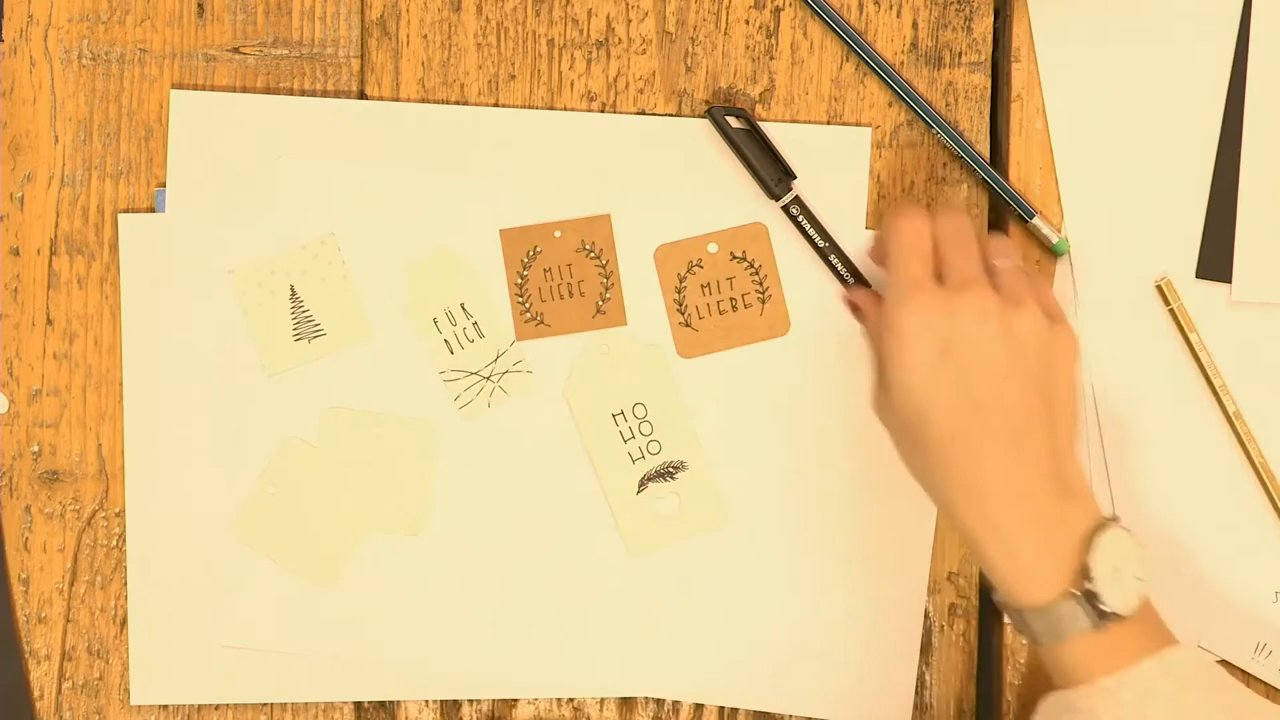 FÜR
DICH
MIT
LIEBE
MIT
LIEBE
HO
HO
HO
STABILO SENSOR